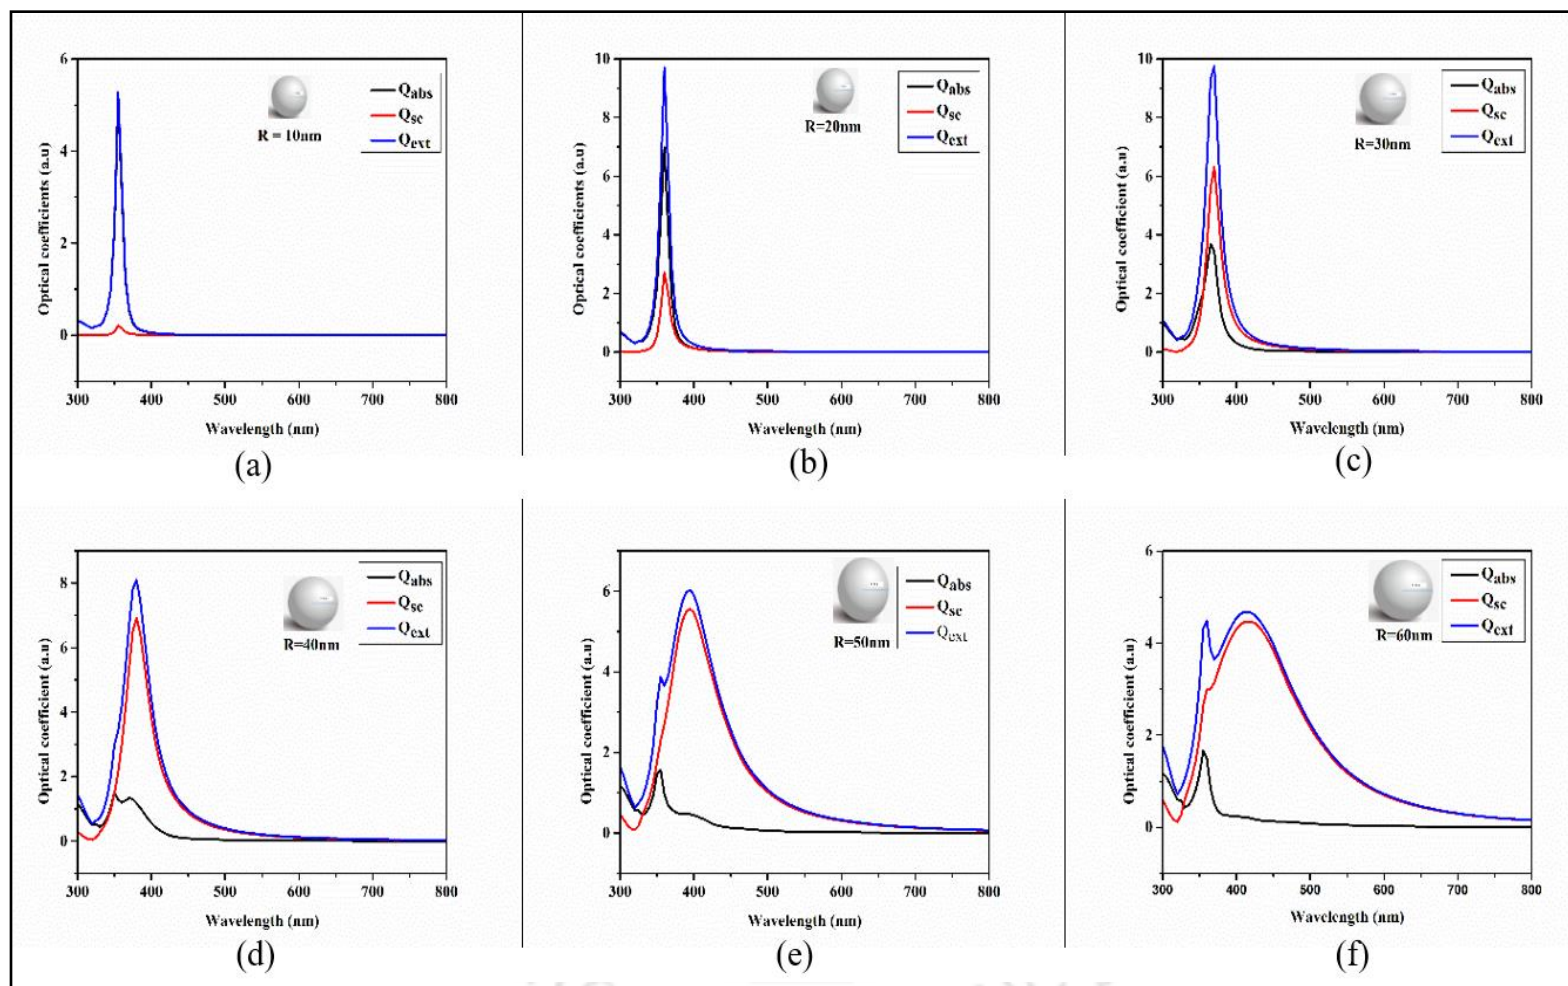 Optical coefficients (a.u)
6
4
2
0
300 400 500 600 700 800
Wavelength (nm)
R = 10nm
Qabs
Qsc
Qext
(a)
Optical coefficients (a.u)
10
8
6
4
2
0
300 400 500 600 700 800
Wavelength (nm)
R=20nm
Qabs
Qsc
Qext
(b)
Optical coefficient (a.u)
10
8
6
4
2
0
300 400 500 600 700 800
Wavelength (nm)
R=30nm
Qabs
Qsc
Qext
(c)
Optical coefficient (a.u)
8
6
4
2
0
300 400 500 600 700 800
Wavelength (nm)
R=40nm
Qabs
Qsc
Qext
(d)
Optical coefficient (a.u)
6
4
2
0
300 400 500 600 700 800
Wavelength (nm)
R=50nm
Qabs
Qsc
Qext
(e)
Optical coefficient (a.u)
6
4
2
0
300 400 500 600 700 800
Wavelength (nm)
R=60nm
Qabs
Qsc
Qext
(f)